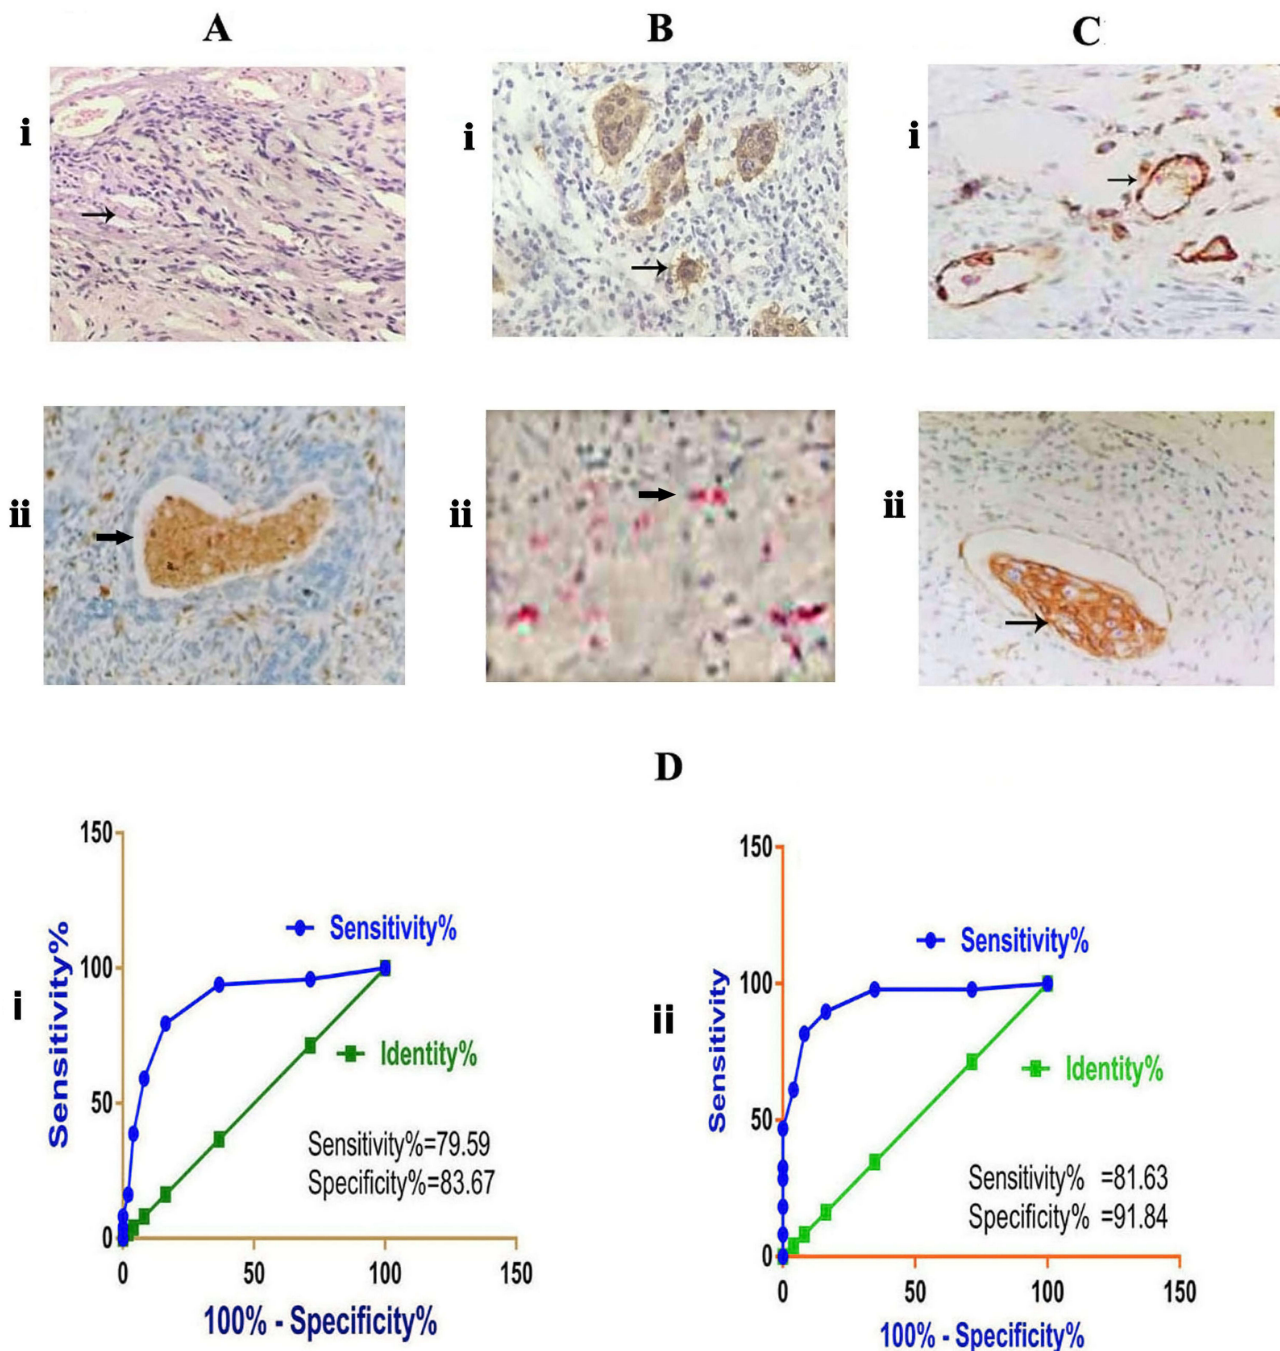 A B C
i i i
ii ii ii
D
i
150
100
50
0
0 50 100 150
Sensitivity%
Sensitivity%
Identity%
Sensitivity%=79.59
Specificity%=83.67
100% - Specificity%
ii
150
100
50
0
0 50 100 150
Sensitivity
Sensitivity%
Identity%
Sensitivity% =81.63
Specificity% =91.84
100% - Specificity%